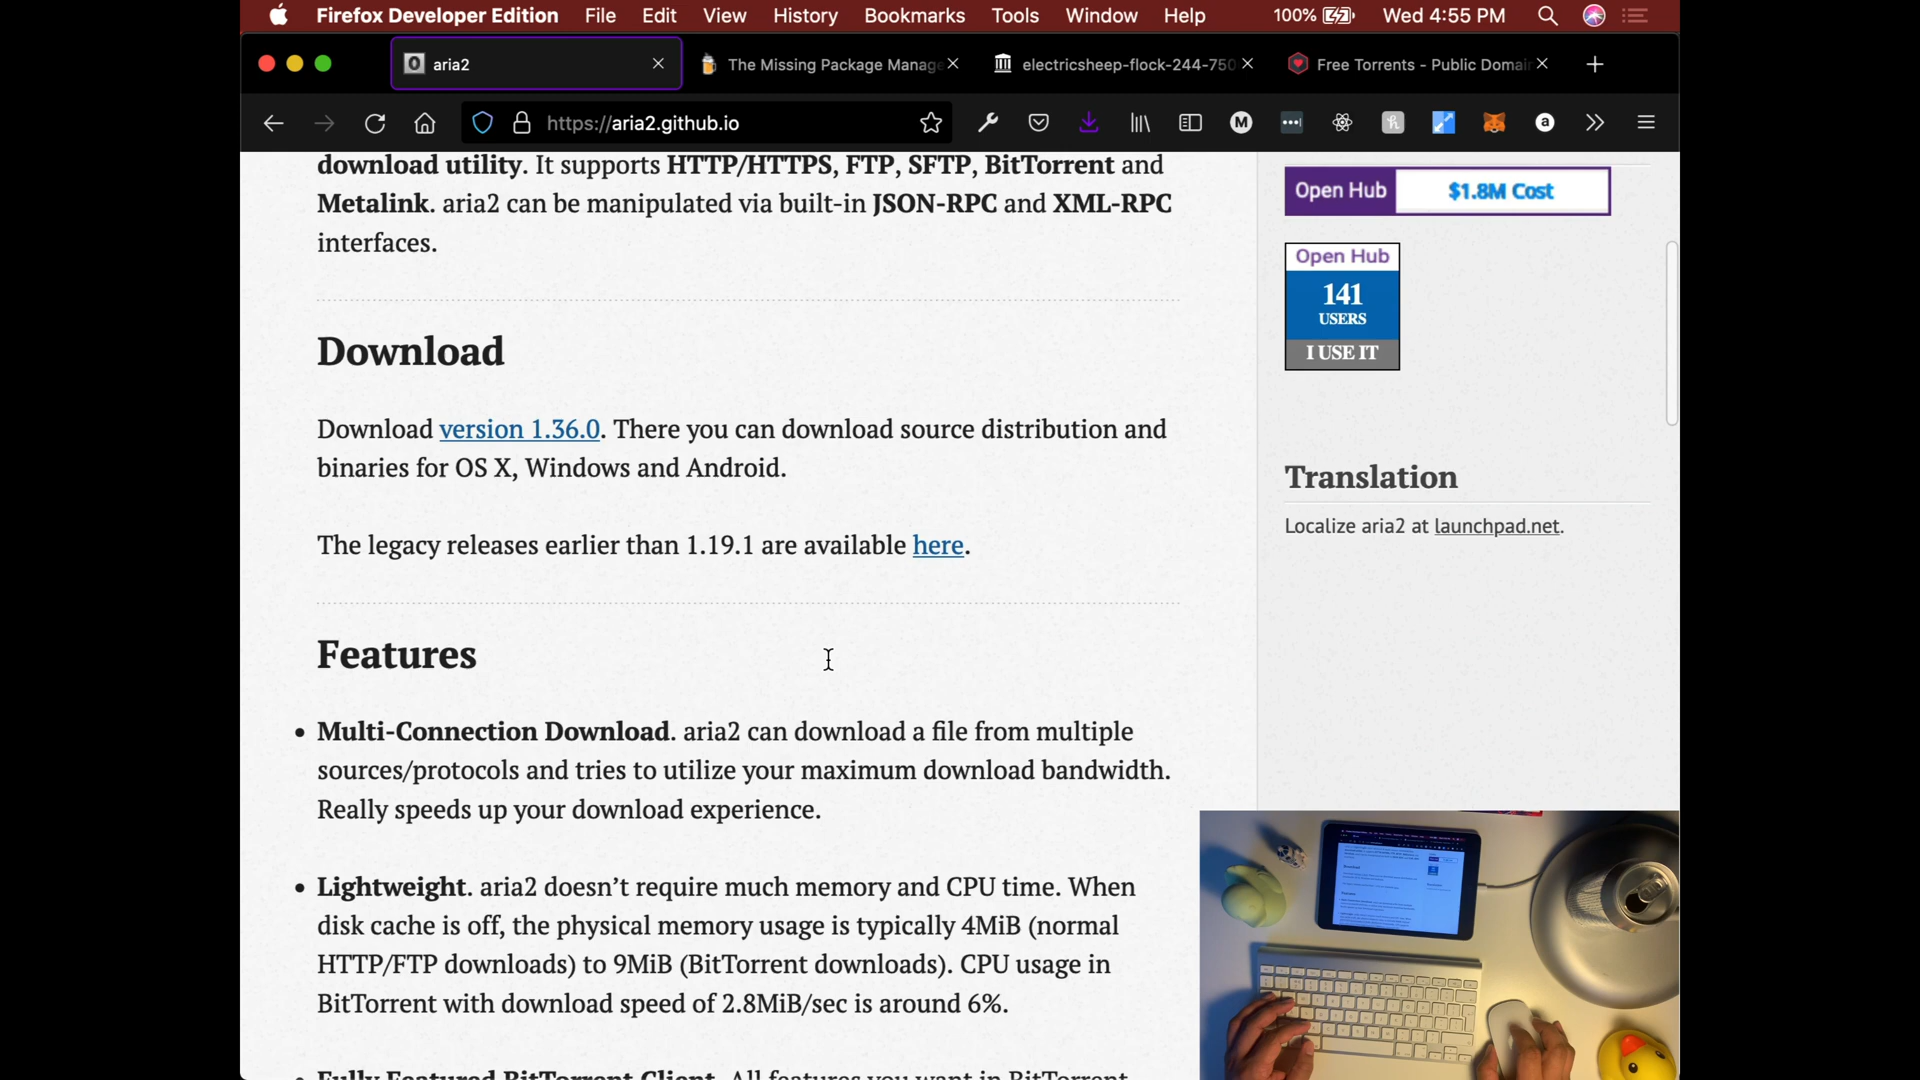 Firefox Developer Edition File Edit View History Bookmarks Tools Window Help 100% Wed 4:55 PM
aria2 The Missing Package Manage electricsheep-flock-244-750 Free Torrents - Public Domain
https://aria2.github.io
download utility. It supports HTTP/HTTPS, FTP, SFTP, BitTorrent and
Metalink. aria2 can be manipulated via built-in JSON-RPC and XML-RPC
interfaces.
Download
Download version 1.36.0. There you can download source distribution and
binaries for OS X, Windows and Android.
The legacy releases earlier than 1.19.1 are available here.
Features
• Multi-Connection Download. aria2 can download a file from multiple
sources/protocols and tries to utilize your maximum download bandwidth.
Really speeds up your download experience.
• Lightweight. aria2 doesn’t require much memory and CPU time. When
disk cache is off, the physical memory usage is typically 4MiB (normal
HTTP/FTP downloads) to 9MiB (BitTorrent downloads). CPU usage in
BitTorrent with download speed of 2.8MiB/sec is around 6%.
• Fully Featured BitTorrent Client. All features you want in BitTorrent
Open Hub $1.8M Cost
Open Hub
141
USERS
I USE IT
Translation
Localize aria2 at launchpad.net.